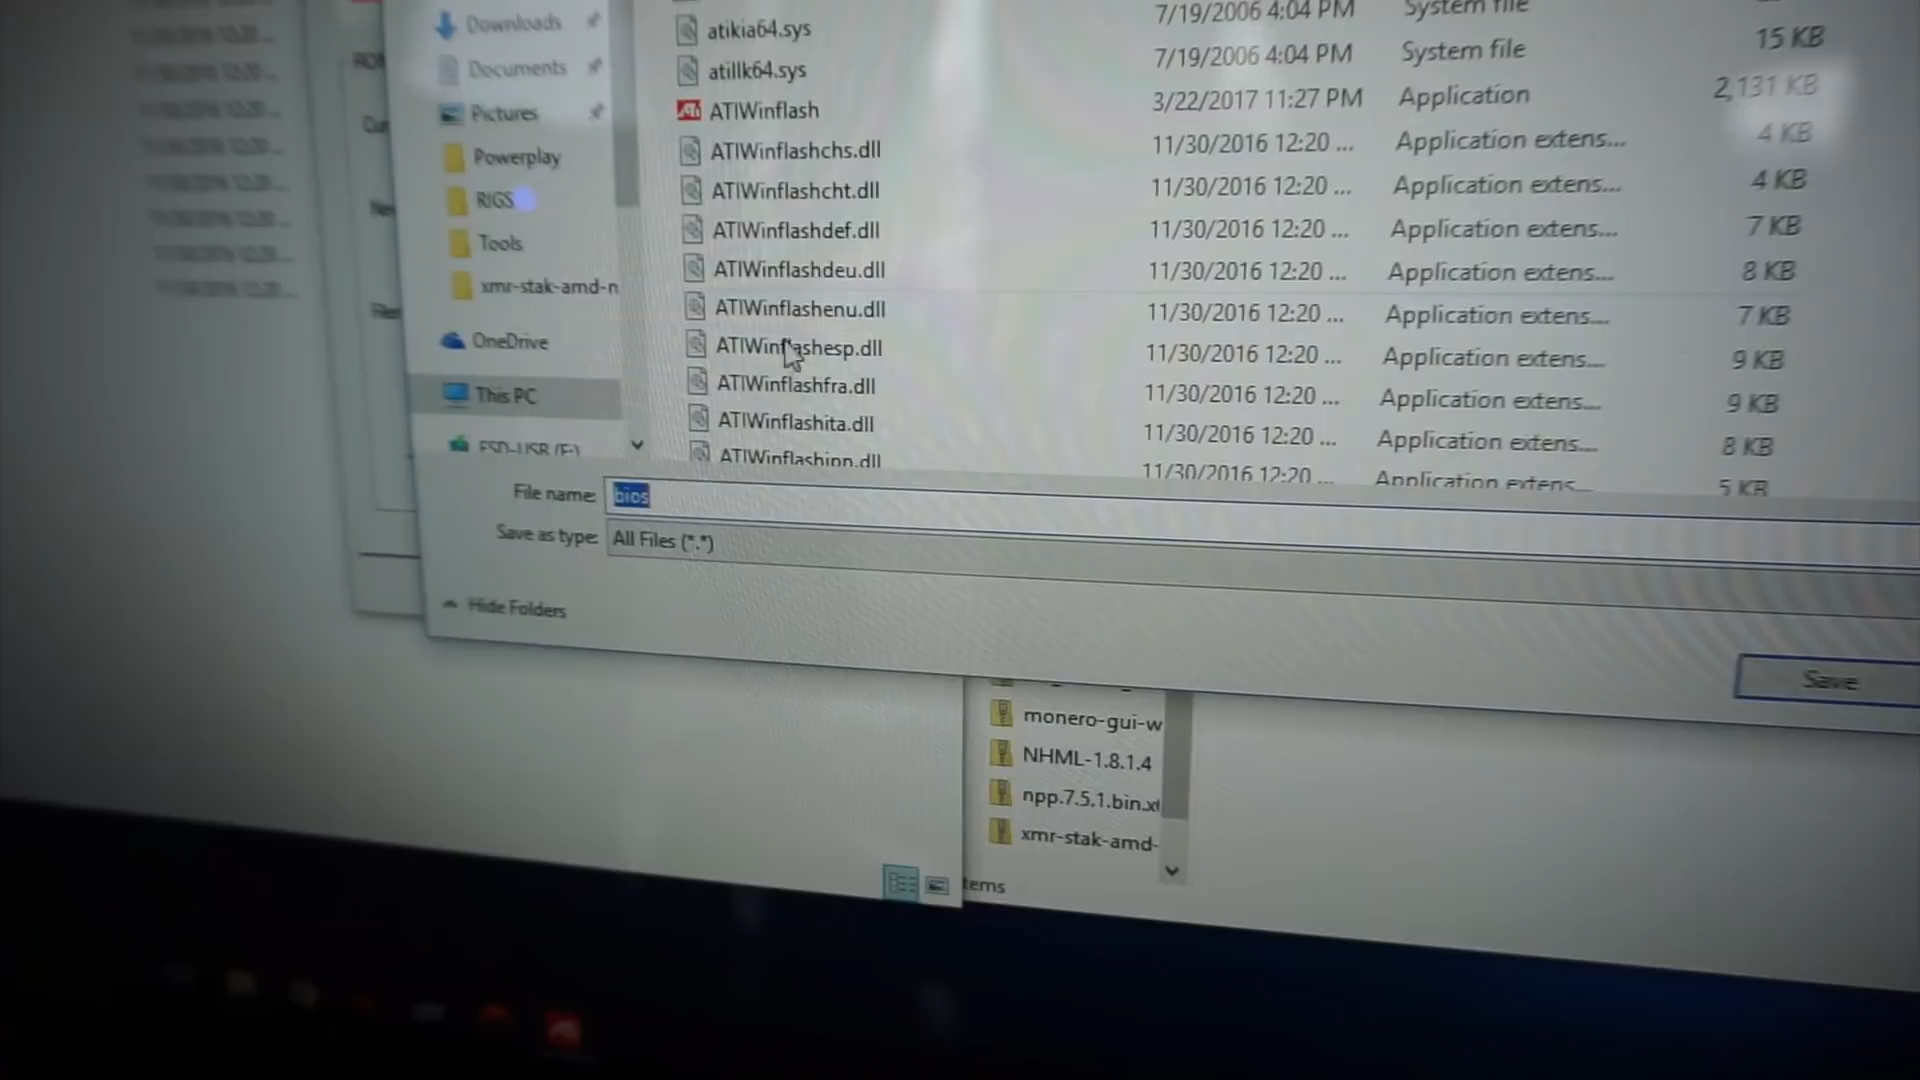 Downloads
Documents
Pictures
Powerplay
RIGS
Tools
xmr-stak-amd-n
OneDrive
This PC
atikia64.sys 7/19/2006 4:04 PM System file
atillk64.sys 7/19/2006 4:04 PM System file 15 KB
ATIWinflash 3/22/2017 11:27 PM Application 2,131 KB
ATIWinflashchs.dll 11/30/2016 12:20 ... Application extens... 4 KB
ATIWinflashcht.dll 11/30/2016 12:20 ... Application extens... 4 KB
ATIWinflashdef.dll 11/30/2016 12:20 ... Application extens... 7 KB
ATIWinflashdeu.dll 11/30/2016 12:20 ... Application extens... 8 KB
ATIWinflashenu.dll 11/30/2016 12:20 ... Application extens... 7 KB
ATIWinflashesp.dll 11/30/2016 12:20 ... Application extens... 9 KB
ATIWinflashfra.dll 11/30/2016 12:20 ... Application extens... 9 KB
ATIWinflashita.dll 11/30/2016 12:20 ... Application extens... 8 KB
ATIWinflashjpn.dll 11/30/2016 12:20 ... Application extens... 5 KB
File name: bios
Save as type: All Files (*.*)
Hide Folders
Save
monero-gui-w
NHML-1.8.1.4
npp.7.5.1.bin.x
xmr-stak-amd-
tems